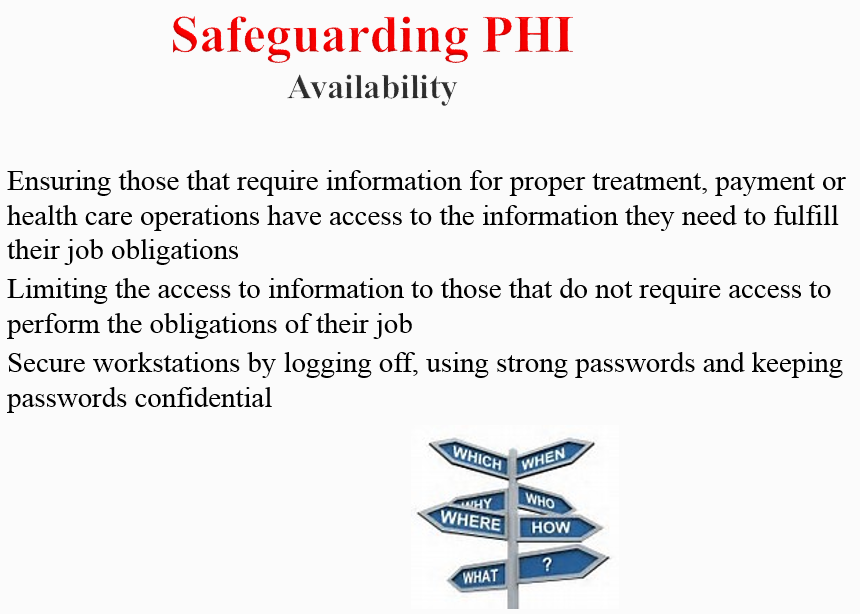 Safeguarding PHI
Availability
Ensuring those that require information for proper treatment, payment or
health care operations have access to the information they need to fulfill
their job obligations
Limiting the access to information to those that do not require access to
perform the obligations of their job
Secure workstations by logging off, using strong passwords and keeping
passwords confidential
WHICH
WHEN
WHY
WHO
WHERE
HOW
WHAT
?